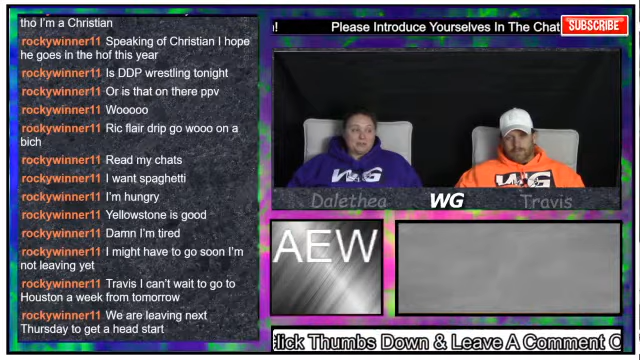 tho I'm a Christian
rockywinner11 Speaking of Christian I hope
he goes in the hof this year
rockywinner11 Is DDP wrestling tonight
rockywinner11 Or is that on there ppv
rockywinner11 Wooooo
rockywinner11 Ric flair drip go wooo on a
bich
rockywinner11 Read my chats
rockywinner11 I want spaghetti
rockywinner11 I'm hungry
rockywinner11 Yellowstone is good
rockywinner11 Damn I'm tired
rockywinner11 I might have to go soon I'm
not leaving yet
rockywinner11 Travis I can't wait to go to
Houston a week from tomorrow
rockywinner11 We are leaving next
Thursday to get a head start
Please Introduce Yourselves In The Chat
SUBSCRIBE
WG
WG
Dalethea WG Travis
AEW
lick Thumbs Down & Leave A Comment